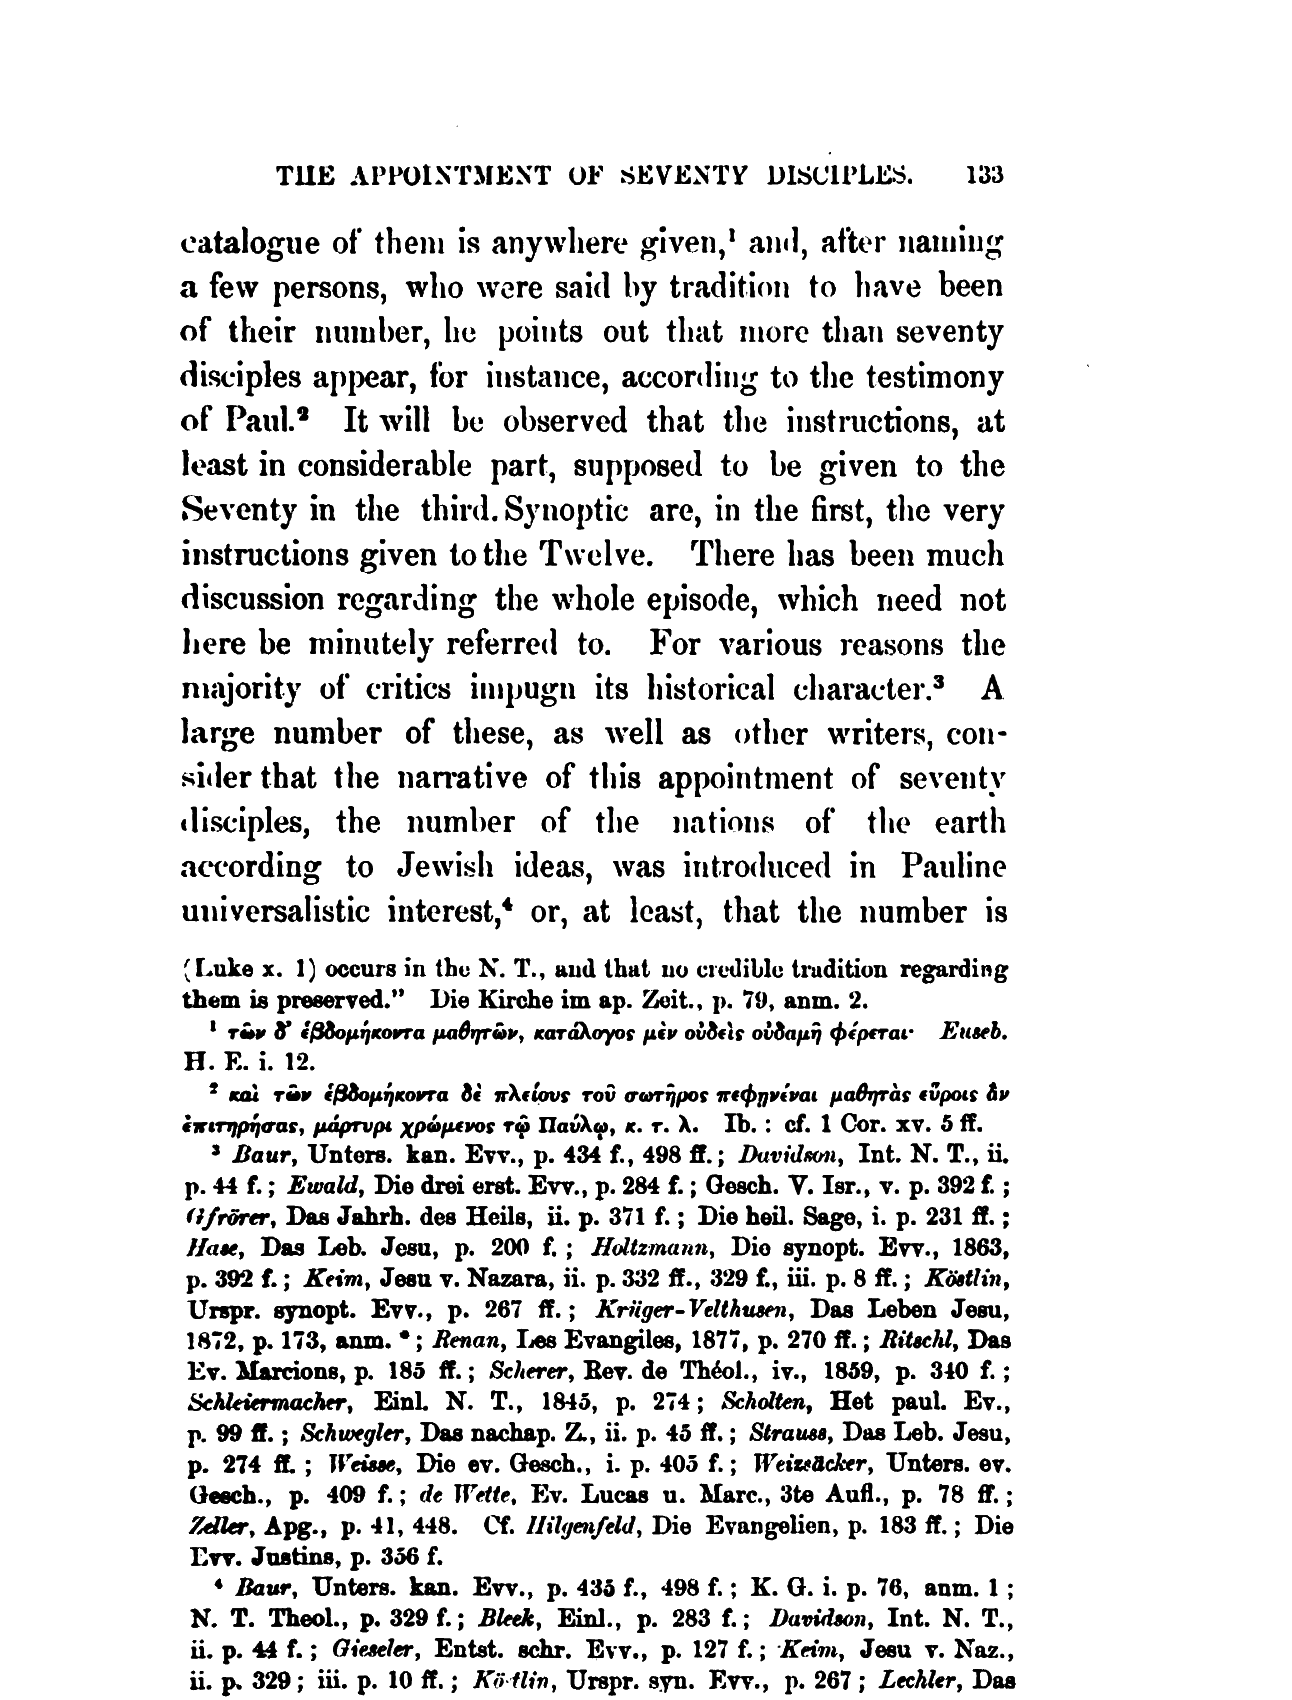 THE APPOINTMENT OF SEVENTY DISCIPLES. 133
catalogue of them is anywhere given,¹ and, after naming
a few persons, who were said by tradition to have been
of their number, he points out that more than seventy
disciples appear, for instance, according to the testimony
of Paul.² It will be observed that the instructions, at
least in considerable part, supposed to be given to the
Seventy in the third Synoptic are, in the first, the very
instructions given to the Twelve. There has been much
discussion regarding the whole episode, which need not
here be minutely referred to. For various reasons the
majority of critics impugn its historical character.³ A
large number of these, as well as other writers, con-
sider that the narrative of this appointment of seventy
disciples, the number of the nations of the earth
according to Jewish ideas, was introduced in Pauline
universalistic interest,⁴ or, at least, that the number is
(Luke x. 1) occurs in the N. T., and that no credible tradition regarding
them is preserved." Die Kirche im ap. Zeit., p. 79, anm. 2.
¹ τῶν δ' ἑβδομήκοντα μαθητῶν, κατάλογος μὲν οὐδεὶς οὐδαμῆ φέρεται· Euseb.
H. E. i. 12.
² καὶ τῶν ἑβδομήκοντα δὲ πλείους τοῦ σωτῆρος πεφηνέναι μαθητὰς εὕροις ἂν
ἐπιτηρήσας, μάρτυρι χρώμενος τῷ Παύλῳ, κ. τ. λ. Ib. : cf. 1 Cor. xv. 5 ff.
³ Baur, Unters. kan. Evv., p. 434 f., 498 ff.; Davidson, Int. N. T., ii.
p. 44 f. ; Ewald, Die drei erst. Evv., p. 284 f. ; Gesch. V. Isr., v. p. 392 f. ;
Gfrörer, Das Jahrh. des Heils, ii. p. 371 f. ; Die heil. Sage, i. p. 231 ff. ;
Hase, Das Leb. Jesu, p. 200 f. ; Holtzmann, Die synopt. Evv., 1863,
p. 392 f. ; Keim, Jesu v. Nazara, ii. p. 332 ff., 329 f., iii. p. 8 ff. ; Köstlin,
Urspr. synopt. Evv., p. 267 ff. ; Krüger-Velthusen, Das Leben Jesu,
1872, p. 173, anm. * ; Renan, Les Evangiles, 1877, p. 270 ff. ; Ritschl, Das
Ev. Marcions, p. 185 ff. ; Scherer, Rev. de Théol., iv., 1859, p. 340 f. ;
Schleiermacher, Einl. N. T., 1845, p. 274 ; Scholten, Het paul. Ev.,
p. 99 ff. ; Schwegler, Das nachap. Z., ii. p. 45 ff. ; Strauss, Das Leb. Jesu,
p. 274 ff. ; Weisse, Die ev. Gesch., i. p. 405 f. ; Weizsäcker, Unters. ev.
Gesch., p. 409 f. ; de Wette, Ev. Lucas u. Marc., 3te Aufl., p. 78 ff. ;
Zeller, Apg., p. 41, 448. Cf. Hilgenfeld, Die Evangelien, p. 183 ff. ; Die
Evv. Justins, p. 356 f.
⁴ Baur, Unters. kan. Evv., p. 435 f., 498 f. ; K. G. i. p. 76, anm. 1 ;
N. T. Theol., p. 329 f. ; Bleek, Einl., p. 283 f. ; Davidson, Int. N. T.,
ii. p. 44 f. ; Gieseler, Entst. schr. Evv., p. 127 f. ; Keim, Jesu v. Naz.,
ii. p. 329 ; iii. p. 10 ff. ; Köstlin, Urspr. syn. Evv., p. 267 ; Lechler, Das